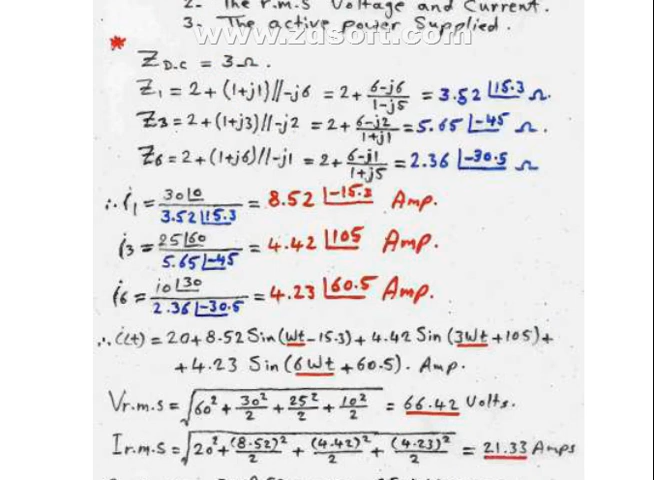 2- The r.m.s Voltage and Current.
3- The active power Supplied.
www.zdsoft.com
* Z D.C = 3Ω.
Z1 = 2 + (1+j1)//-j6 = 2 + 6-j6/1-j5 = 3.52 ∠15.3 Ω.
Z3 = 2 + (1+j3)//-j2 = 2 + 6-j2/1+j1 = 5.65 ∠-45 Ω.
Z6 = 2 + (1+j6)//-j1 = 2 + 6-j1/1+j5 = 2.36 ∠-30.5 Ω
∴ i1 = 30∠0/3.52∠15.3 = 8.52 ∠-15.3 Amp.
i3 = 25∠60/5.65∠-45 = 4.42 ∠105 Amp.
i6 = 10∠30/2.36∠-30.5 = 4.23 ∠60.5 Amp.
∴ i(t) = 20 + 8.52 Sin(wt - 15.3) + 4.42 Sin(3wt + 105) +
+ 4.23 Sin(6wt + 60.5). Amp.
Vr.m.s = √60² + 30²/2 + 25²/2 + 10²/2 = 66.42 Volts.
Ir.m.s = √20² + (8.52)²/2 + (4.42)²/2 + (4.23)²/2 = 21.33 Amps